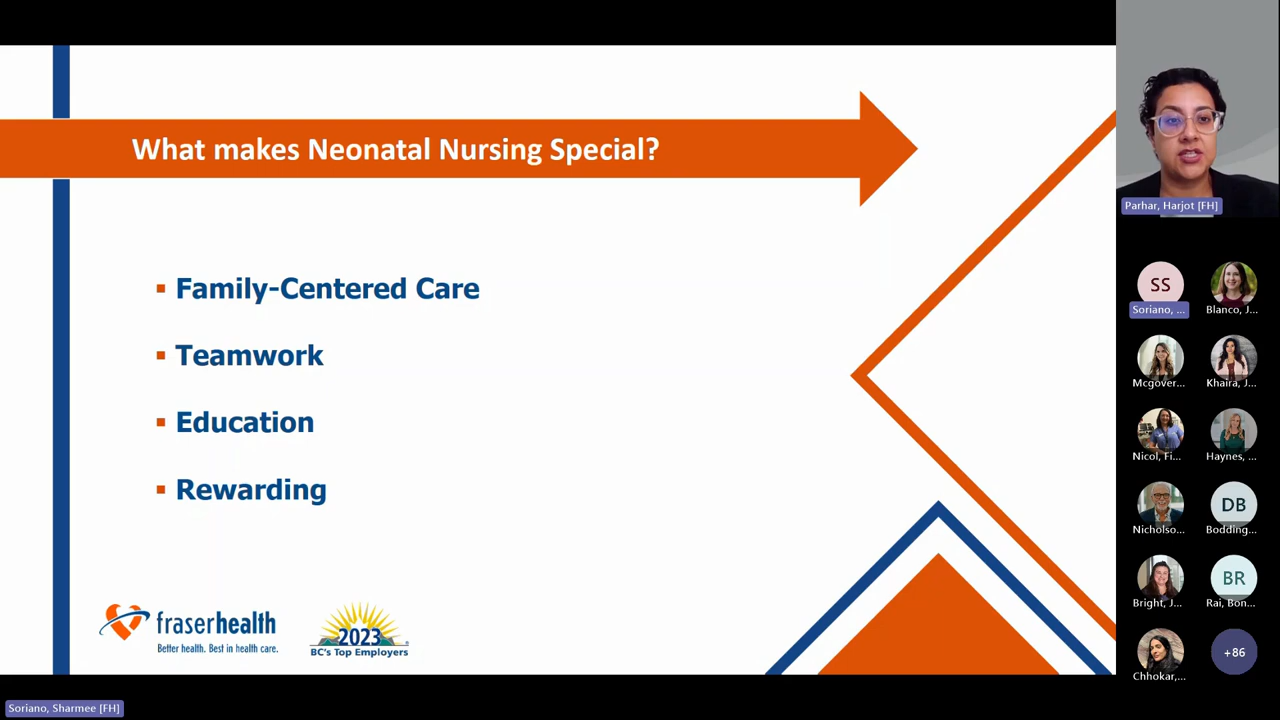 What makes Neonatal Nursing Special?
Family-Centered Care
Teamwork
Education
Rewarding
fraserhealth
Better health. Best in health care.
2023
BC's Top Employers
Soriano, Sharmee [FH]
Parhar, Harjot [FH]
SS
Soriano, ...
Blanco, J...
Mcgover...
Khaira, J...
Nicol, Fi...
Haynes, ...
Nicholso...
DB
Bodding...
Bright, J...
BR
Rai, Bon...
Chhokar,...
+86